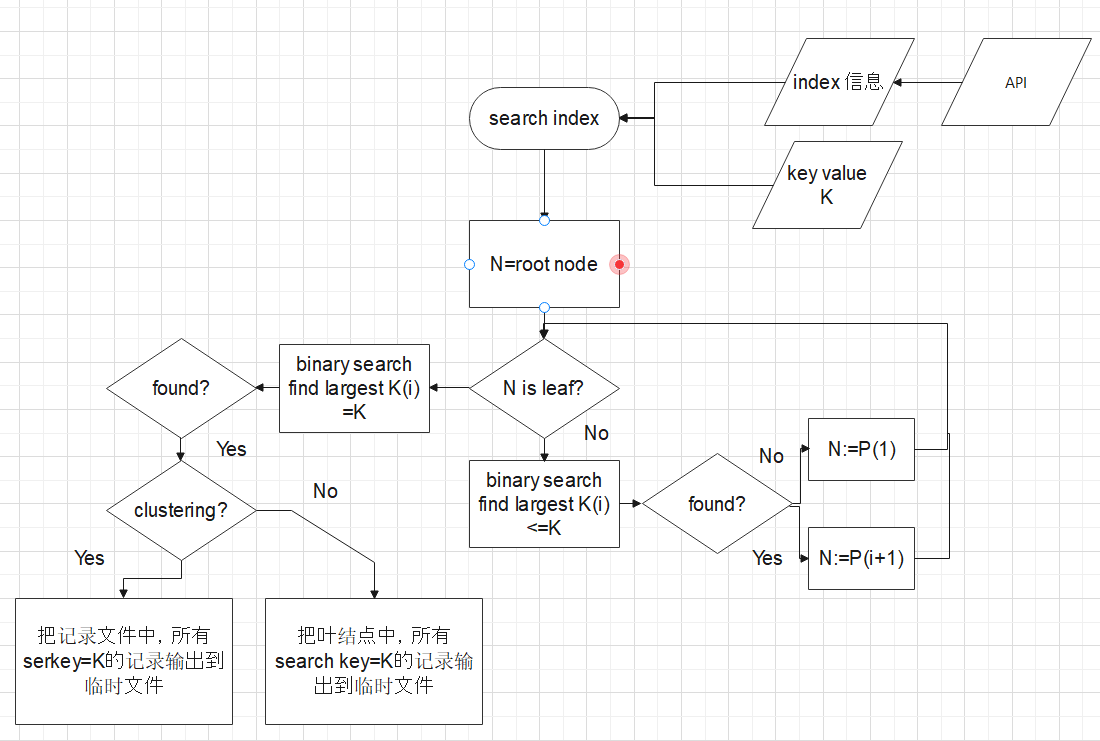 index 信息
API
search index
key value
K
N=root node
binary search
find largest K(i)
=K
found?
N is leaf?
Yes
No
binary search
find largest K(i)
<=K
found?
No
N:=P(1)
Yes
N:=P(i+1)
clustering?
No
Yes
把记录文件中, 所有
serkey=K的记录输出到
临时文件
把叶结点中, 所有
search key=K的记录输
出到临时文件